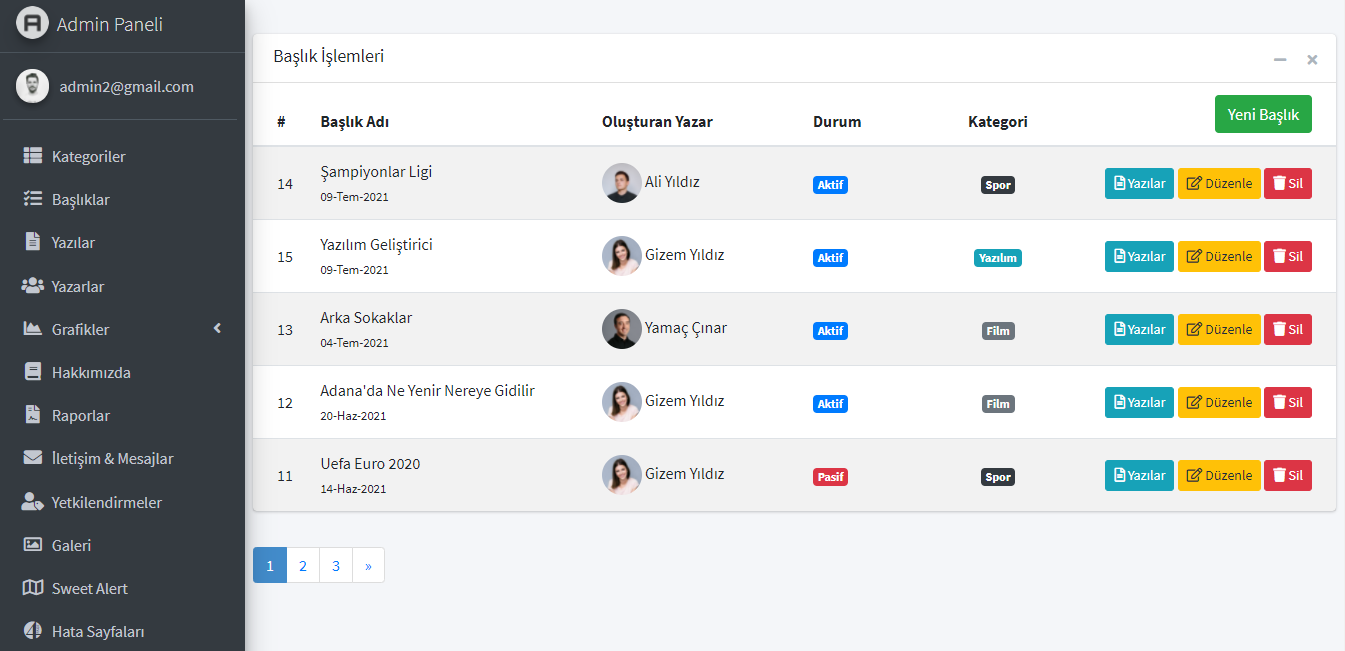 Admin Paneli
admin2@gmail.com
Kategoriler
Başlıklar
Yazılar
Yazarlar
Grafikler
Hakkımızda
Raporlar
İletişim & Mesajlar
Yetkilendirmeler
Galeri
Sweet Alert
Hata Sayfaları
Başlık İşlemleri
# Başlık Adı Oluşturan Yazar Durum Kategori Yeni Başlık
14 Şampiyonlar Ligi Ali Yıldız Aktif Spor Yazılar Düzenle Sil
09-Tem-2021
15 Yazılım Geliştirici Gizem Yıldız Aktif Yazılım Yazılar Düzenle Sil
09-Tem-2021
13 Arka Sokaklar Yamaç Çınar Aktif Film Yazılar Düzenle Sil
04-Tem-2021
12 Adana'da Ne Yenir Nereye Gidilir Gizem Yıldız Aktif Film Yazılar Düzenle Sil
20-Haz-2021
11 Uefa Euro 2020 Gizem Yıldız Pasif Spor Yazılar Düzenle Sil
14-Haz-2021
1 2 3 »